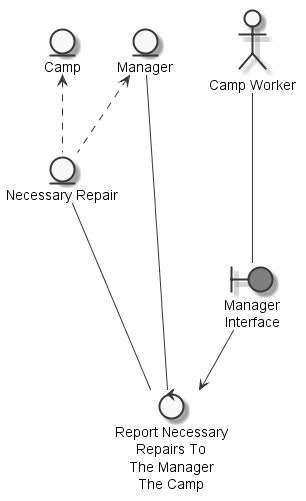 Camp
Manager
Camp Worker
Necessary Repair
Manager
Interface
Report Necessary
Repairs To
The Manager
The Camp